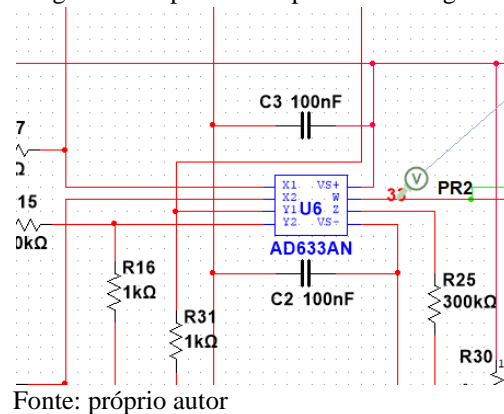 C3 100nF
7
Ω
X1 VS+
X2 W
Y1 U6 Z
Y2 VS-
33
V
PR2
15
0kΩ
AD633AN
R16
1kΩ
C2 100nF
R25
300kΩ
R31
1kΩ
R30
1
Fonte: próprio autor